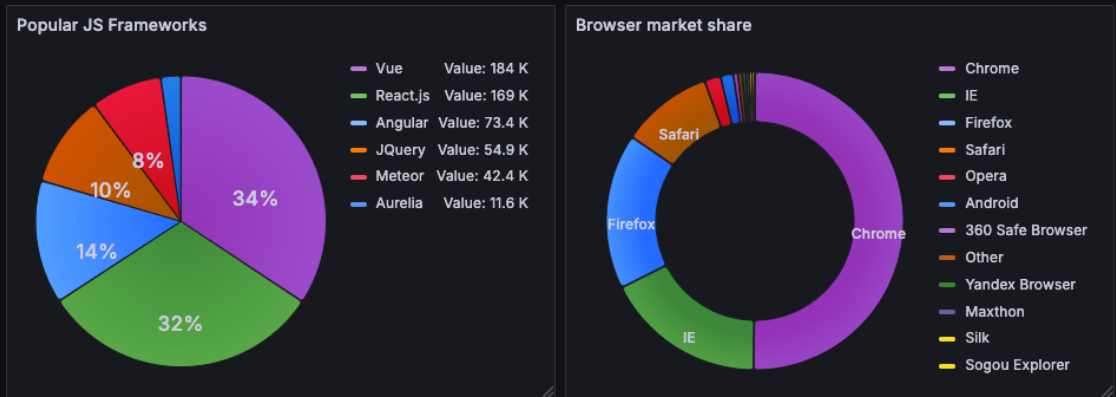 Popular JS Frameworks
Vue Value: 184 K
React.js Value: 169 K
Angular Value: 73.4 K
JQuery Value: 54.9 K
Meteor Value: 42.4 K
Aurelia Value: 11.6 K
8%
10%
34%
14%
32%
Browser market share
Safari
Firefox
Chrome
IE
Chrome
IE
Firefox
Safari
Opera
Android
360 Safe Browser
Other
Yandex Browser
Maxthon
Silk
Sogou Explorer